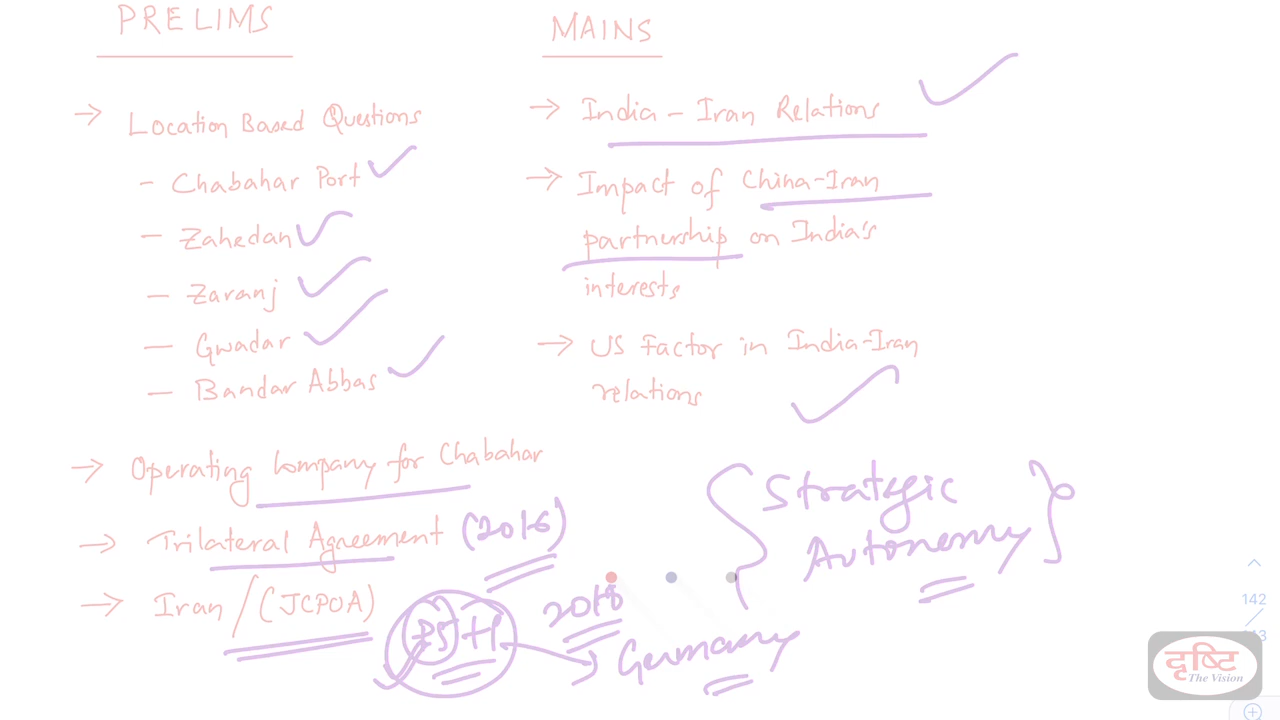 PRELIMS
→ Location Based Questions
- Chabahar Port
- Zahedan
- Zaranj
- Gwadar
- Bandar Abbas
→ Operating Company for Chabahar
→ Trilateral Agreement (2016)
→ Iran / (JCPOA)
P5 + 1
2018
Germany
MAINS
→ India - Iran Relations
→ Impact of China-Iran
partnership on India's
interests
→ US Factor in India-Iran
relations
Strategic
Autonomy
142
दृष्टि
The Vision